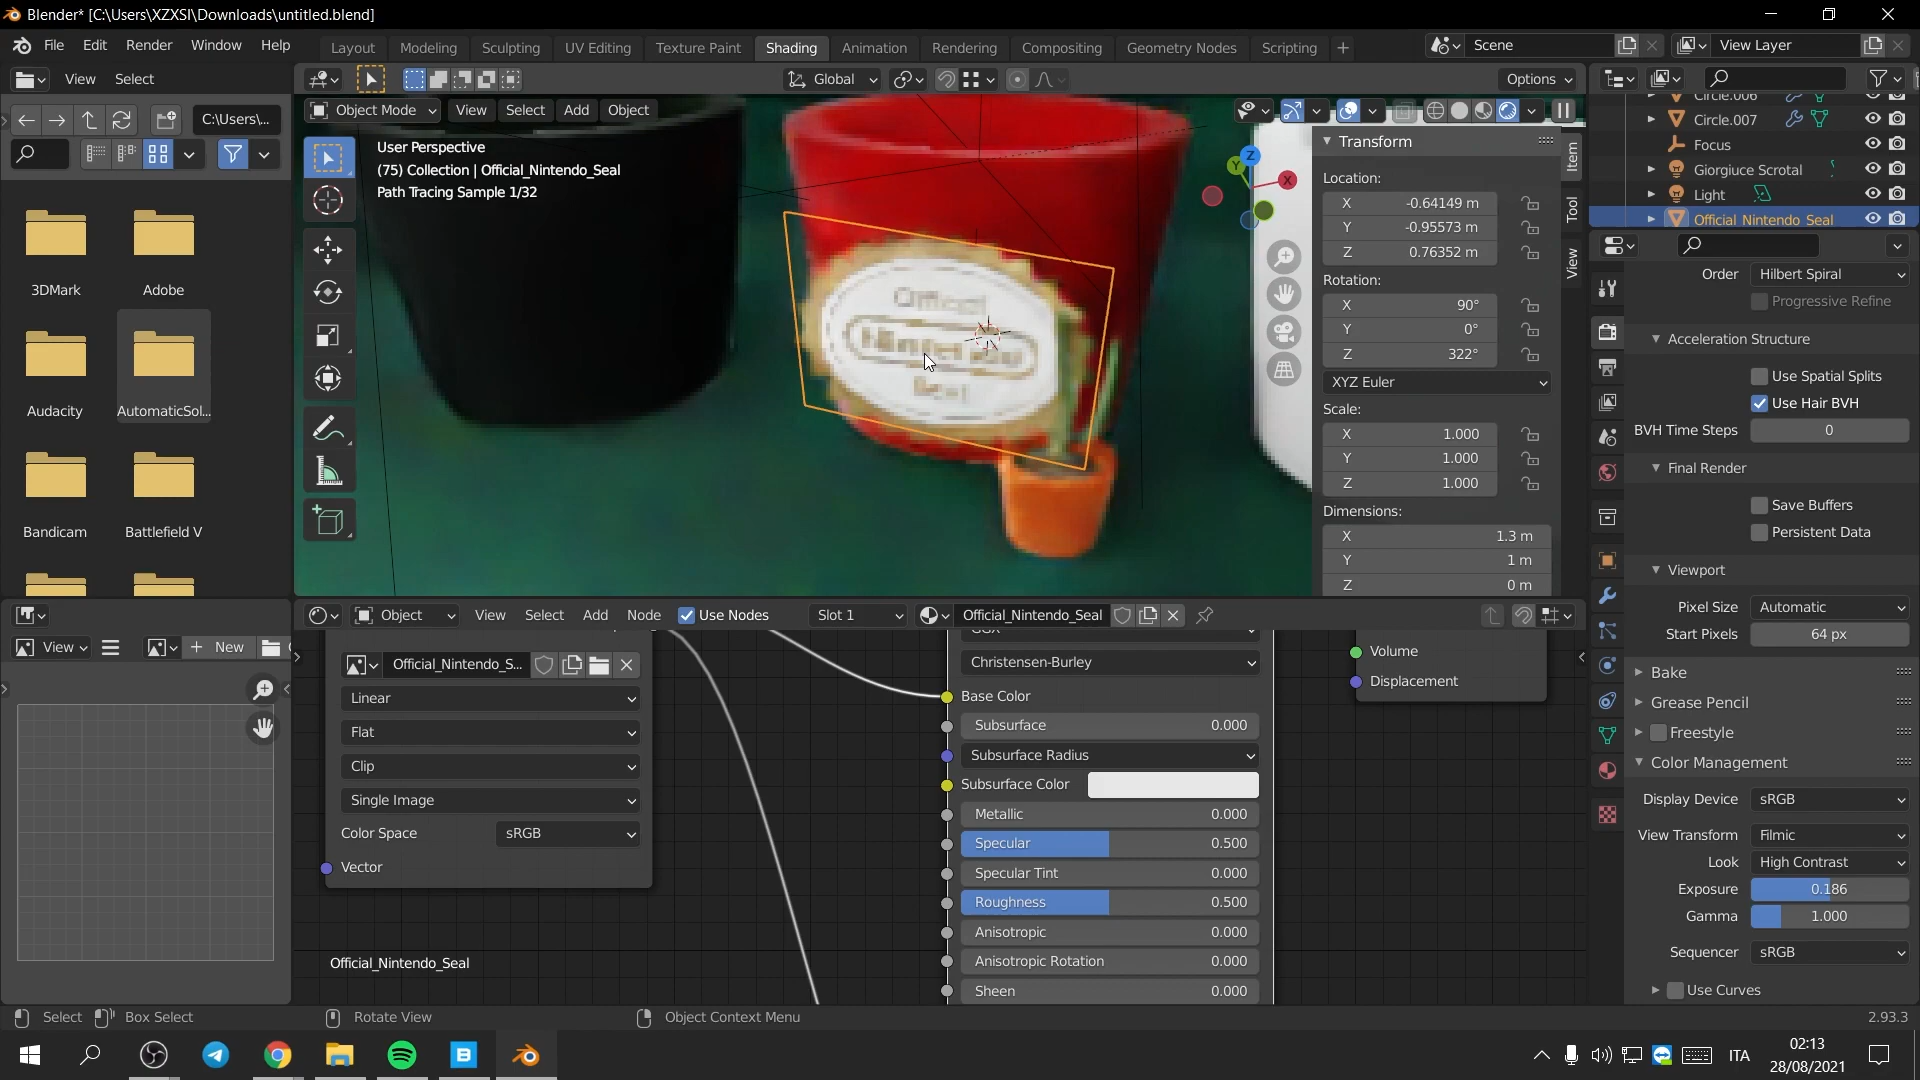 Blender* [C:\Users\XZXSI\Downloads\untitled.blend]
File Edit Render Window Help
Layout Modeling Sculpting UV Editing Texture Paint Shading Animation Rendering Compositing Geometry Nodes Scripting
Scene
View Layer
View Select
Global
Options
C:\Users\...
Object Mode View Select Add Object
User Perspective
(75) Collection | Official_Nintendo_Seal
Path Tracing Sample 1/32
3DMark
Adobe
Audacity
AutomaticSol...
Bandicam
Battlefield V
Official
Nintendo
Seal
X
Y
Z
Transform
Location:
X -0.64149 m
Y -0.95573 m
Z 0.76352 m
Rotation:
X 90°
Y 0°
Z 322°
XYZ Euler
Scale:
X 1.000
Y 1.000
Z 1.000
Dimensions:
X 1.3 m
Y 1 m
Z 0 m
Item
Tool
View
Circle.006
Circle.007
Focus
Giorgiuce Scrotal
Light
Official_Nintendo_Seal
Order Hilbert Spiral
Progressive Refine
Acceleration Structure
Use Spatial Splits
Use Hair BVH
BVH Time Steps 0
Final Render
Save Buffers
Persistent Data
Viewport
Pixel Size Automatic
Start Pixels 64 px
Bake
Grease Pencil
Freestyle
Color Management
Display Device sRGB
View Transform Filmic
Look High Contrast
Exposure 0.186
Gamma 1.000
Sequencer sRGB
Use Curves
View
New
Object View Select Add Node Use Nodes Slot 1 Official_Nintendo_Seal
Official_Nintendo_S...
Linear
Flat
Clip
Single Image
Color Space sRGB
Vector
Official_Nintendo_Seal
GGX
Christensen-Burley
Base Color
Subsurface 0.000
Subsurface Radius
Subsurface Color
Metallic 0.000
Specular 0.500
Specular Tint 0.000
Roughness 0.500
Anisotropic 0.000
Anisotropic Rotation 0.000
Sheen 0.000
Volume
Displacement
Select Box Select Rotate View Object Context Menu
2.93.3
ITA
02:13
28/08/2021